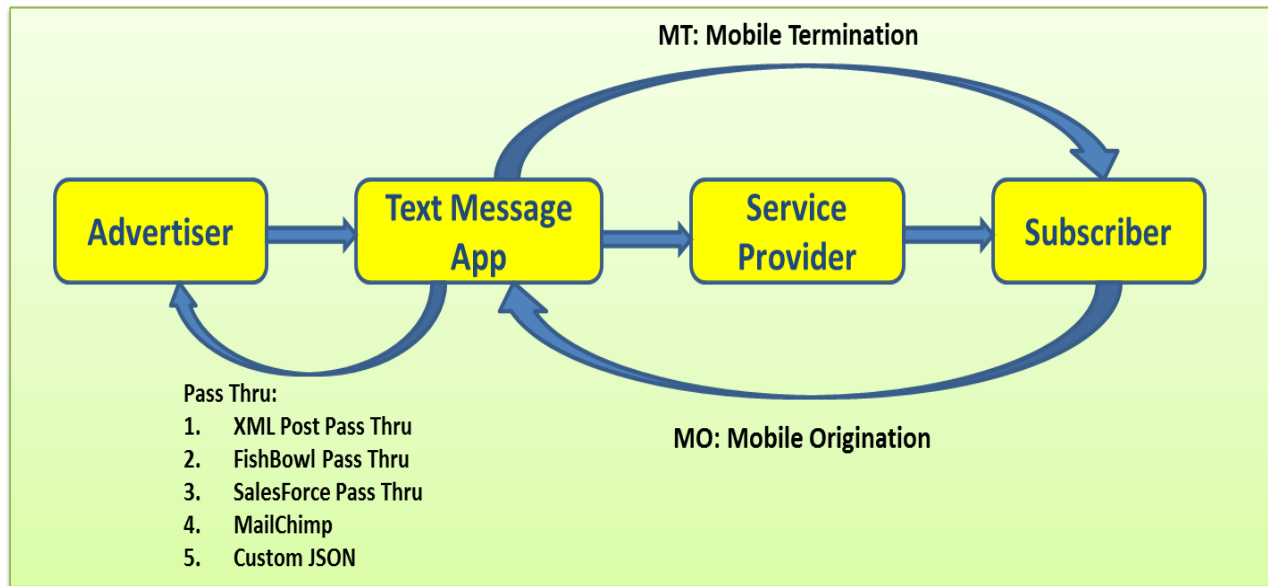 MT: Mobile Termination
Advertiser
Text Message
App
Service
Provider
Subscriber
Pass Thru:
1. XML Post Pass Thru
2. FishBowl Pass Thru
3. SalesForce Pass Thru
4. MailChimp
5. Custom JSON
MO: Mobile Origination